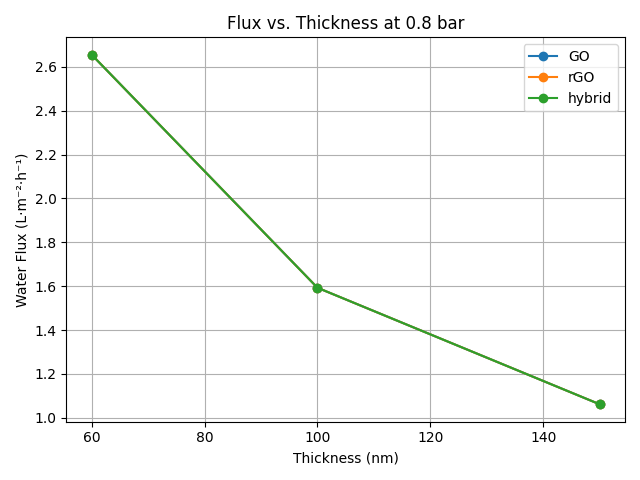 Flux vs. Thickness at 0.8 bar
GO
rGO
hybrid
Water Flux (L·m⁻²·h⁻¹)
2.6
2.4
2.2
2.0
1.8
1.6
1.4
1.2
1.0
60 80 100 120 140
Thickness (nm)